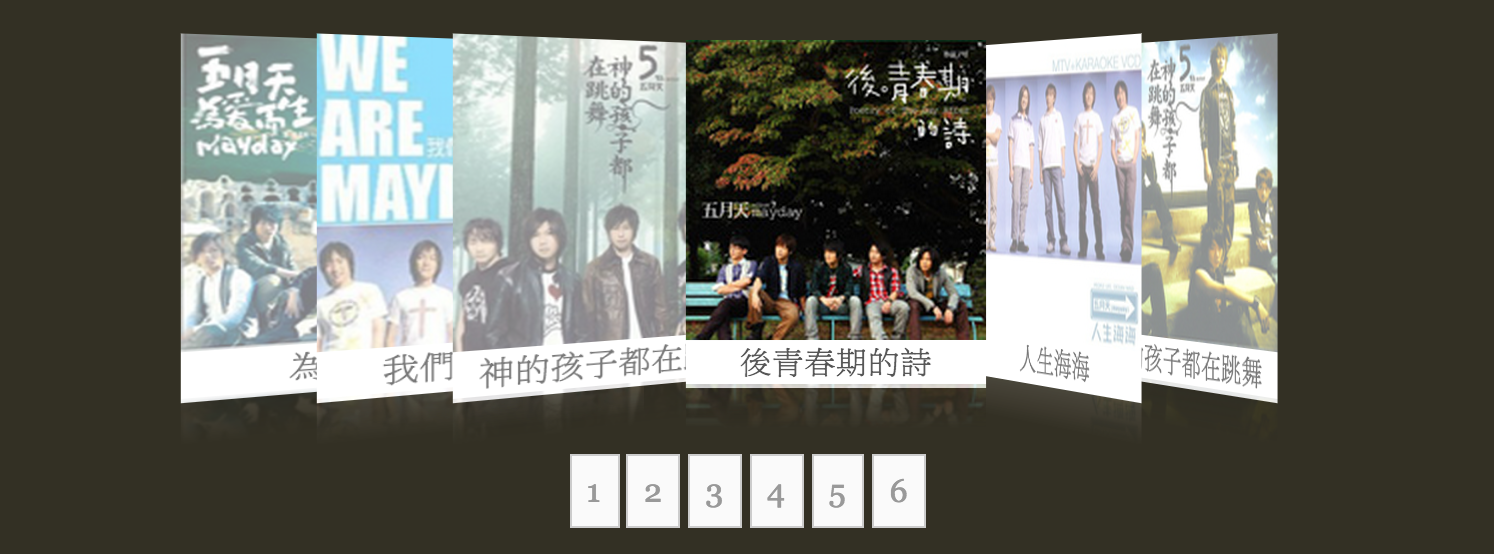 五月天
為愛而生
Mayday
為
WE
ARE
我們
MAY
我們
5
神的孩子都
在跳舞
五月天
神的孩子都在
後。青春期
的詩
五月天
mayday
後青春期的詩
MTV+KARAOKE VCD
五月天
人生海海
人生海海
5
神的孩子都
在跳舞
五月天
孩子都在跳舞
1 2 3 4 5 6